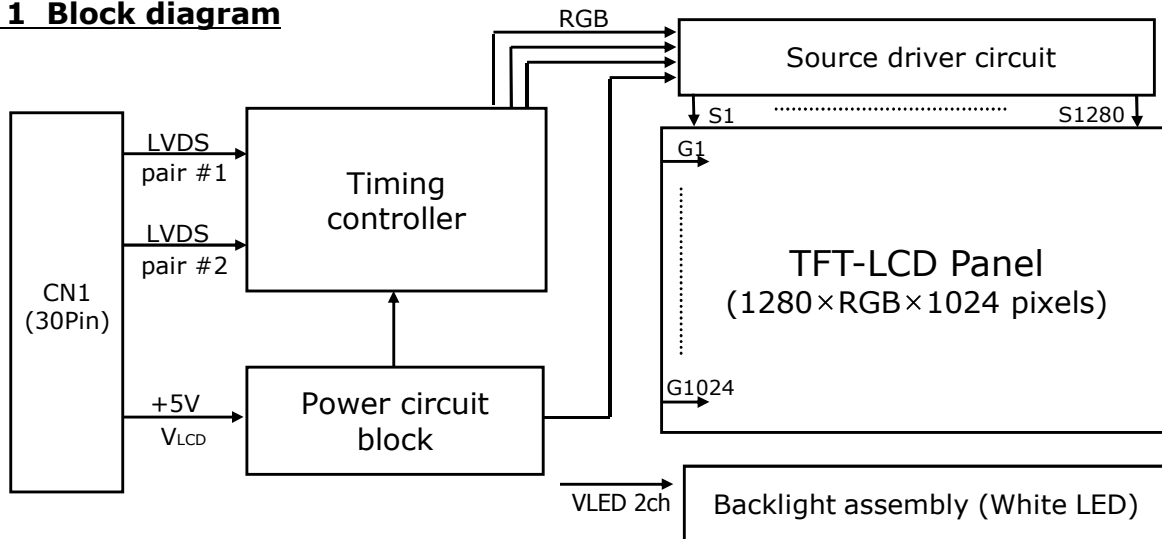 1 Block diagram
RGB
Source driver circuit
S1
S1280
CN1
(30Pin)
LVDS
pair #1
LVDS
pair #2
+5V
VLCD
Timing
controller
Power circuit
block
G1
TFT-LCD Panel
(1280×RGB×1024 pixels)
G1024
VLED 2ch
Backlight assembly (White LED)